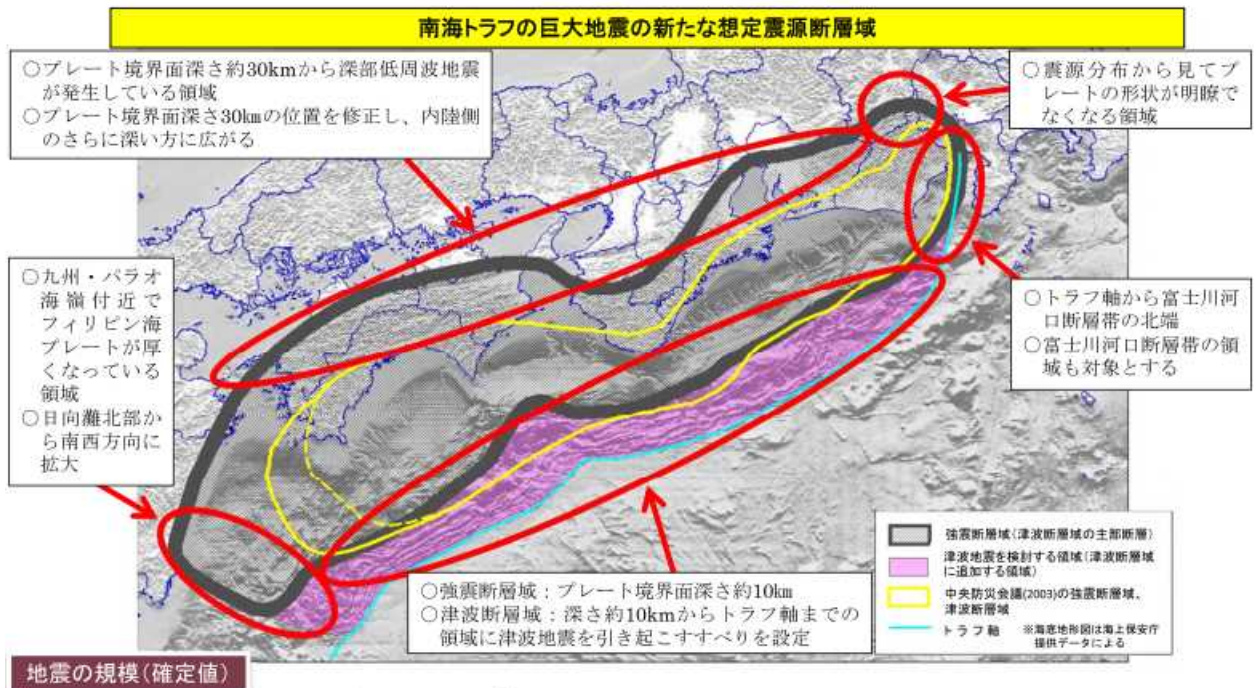 南海トラフの巨大地震の新たな想定震源断層域
○プレート境界面深さ約30kmから深部低周波地震
が発生している領域
○プレート境界面深さ30㎞の位置を修正し、内陸側
のさらに深い方に広がる
○震源分布から見てプ
レートの形状が明瞭で
なくなる領域
○九州・パラオ
海嶺付近で
フィリピン海
プレートが厚
くなっている
領域
○日向灘北部か
ら南西方向に
拡大
○トラフ軸から富士川河
口断層帯の北端
○富士川河口断層帯の領
域も対象とする
○強震断層域：プレート境界面深さ約10㎞
○津波断層域：深さ約10kmからトラフ軸までの
領域に津波地震を引き起こすすべりを設定
強震断層域(津波断層域の主部断層)
津波地震を検討する領域(津波断層域
に追加する領域)
中央防災会議(2003)の強震断層域、
津波断層域
トラフ軸 ※海底地形図は海上保安庁
提供データによる
地震の規模(確定値)